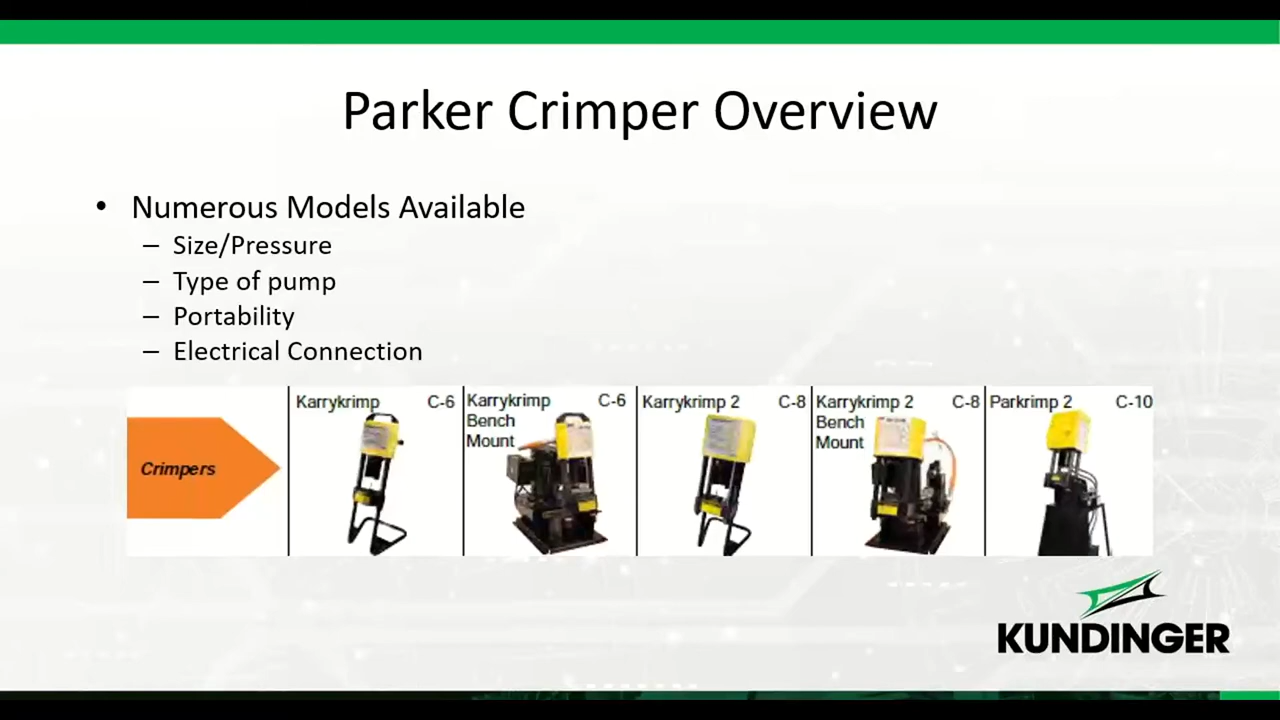 Parker Crimper Overview
• Numerous Models Available
– Size/Pressure
– Type of pump
– Portability
– Electrical Connection
Crimpers
Karrykrimp C-6
Karrykrimp C-6
Bench
Mount
Karrykrimp 2 C-8
Karrykrimp 2 C-8
Bench
Mount
Parkrimp 2 C-10
KUNDINGER